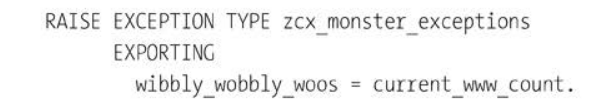 RAISE EXCEPTION TYPE zcx_monster_exceptions
EXPORTING
wibbly_wobbly_woos = current_www_count.